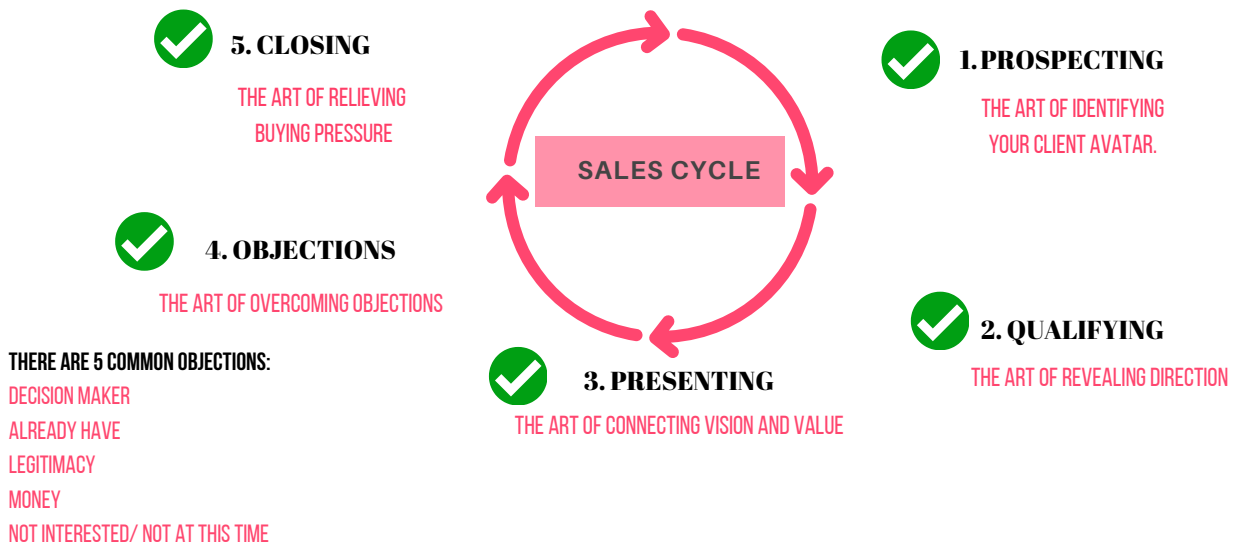 SALES CYCLE
1. PROSPECTING
THE ART OF IDENTIFYING
YOUR CLIENT AVATAR.
2. QUALIFYING
THE ART OF REVEALING DIRECTION
3. PRESENTING
THE ART OF CONNECTING VISION AND VALUE
4. OBJECTIONS
THE ART OF OVERCOMING OBJECTIONS
THERE ARE 5 COMMON OBJECTIONS:
DECISION MAKER
ALREADY HAVE
LEGITIMACY
MONEY
NOT INTERESTED/ NOT AT THIS TIME
5. CLOSING
THE ART OF RELIEVING
BUYING PRESSURE